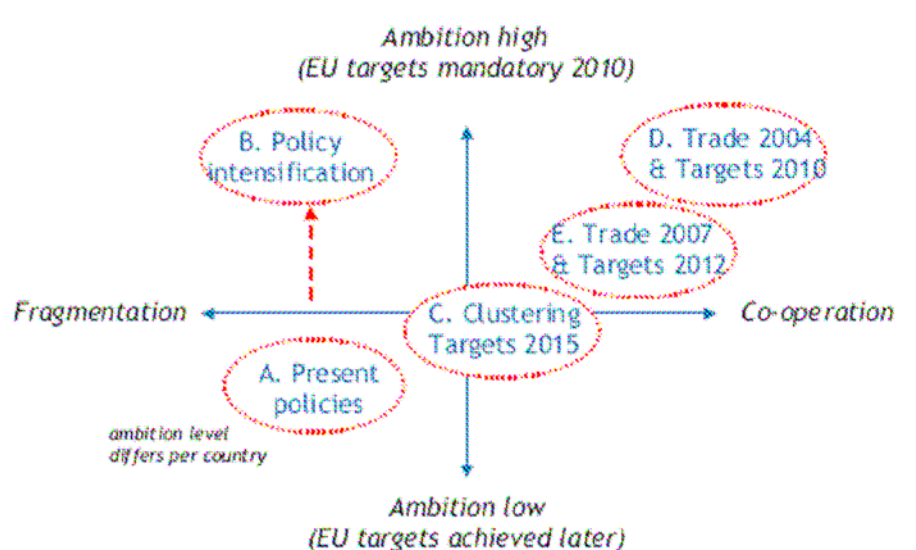 Ambition high
(EU targets mandatory 2010)
B. Policy
intensification
D. Trade 2004
& Targets 2010
E. Trade 2007
& Targets 2012
Fragmentation
C. Clustering
Targets 2015
Co-operation
A. Present
policies
ambition level
differs per country
Ambition low
(EU targets achieved later)